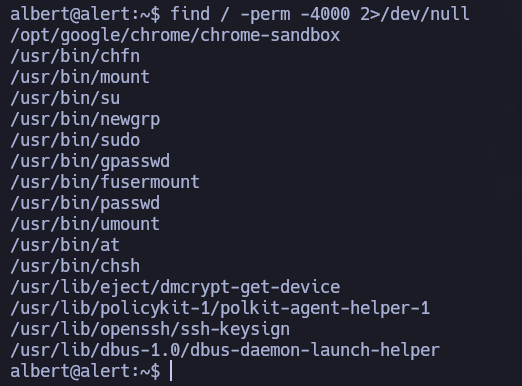 albert@alert:~$ find / -perm -4000 2>/dev/null
/opt/google/chrome/chrome-sandbox
/usr/bin/chfn
/usr/bin/mount
/usr/bin/su
/usr/bin/newgrp
/usr/bin/sudo
/usr/bin/gpasswd
/usr/bin/fusermount
/usr/bin/passwd
/usr/bin/umount
/usr/bin/at
/usr/bin/chsh
/usr/lib/eject/dmcrypt-get-device
/usr/lib/policykit-1/polkit-agent-helper-1
/usr/lib/openssh/ssh-keysign
/usr/lib/dbus-1.0/dbus-daemon-launch-helper
albert@alert:~$